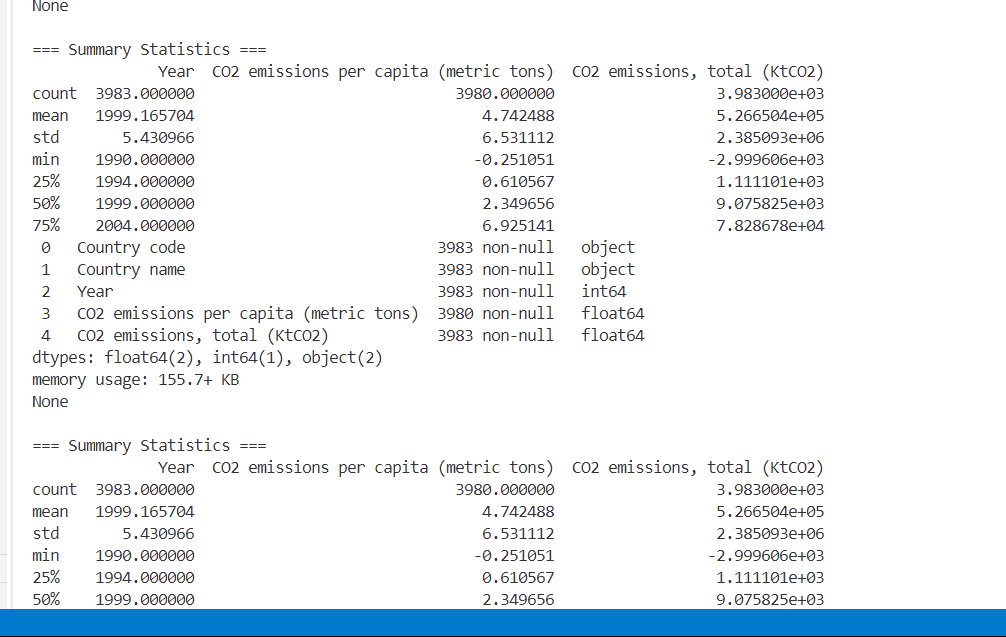 None
=== Summary Statistics ===
Year  CO2 emissions per capita (metric tons)  CO2 emissions, total (KtCO2)
count  3983.000000  3980.000000  3.983000e+03
mean  1999.165704  4.742488  5.266504e+05
std  5.430966  6.531112  2.385093e+06
min  1990.000000  -0.251051  -2.999606e+03
25%  1994.000000  0.610567  1.111101e+03
50%  1999.000000  2.349656  9.075825e+03
75%  2004.000000  6.925141  7.828678e+04
0  Country code  3983 non-null  object
1  Country name  3983 non-null  object
2  Year  3983 non-null  int64
3  CO2 emissions per capita (metric tons)  3980 non-null  float64
4  CO2 emissions, total (KtCO2)  3983 non-null  float64
dtypes: float64(2), int64(1), object(2)
memory usage: 155.7+ KB
None
=== Summary Statistics ===
Year  CO2 emissions per capita (metric tons)  CO2 emissions, total (KtCO2)
count  3983.000000  3980.000000  3.983000e+03
mean  1999.165704  4.742488  5.266504e+05
std  5.430966  6.531112  2.385093e+06
min  1990.000000  -0.251051  -2.999606e+03
25%  1994.000000  0.610567  1.111101e+03
50%  1999.000000  2.349656  9.075825e+03